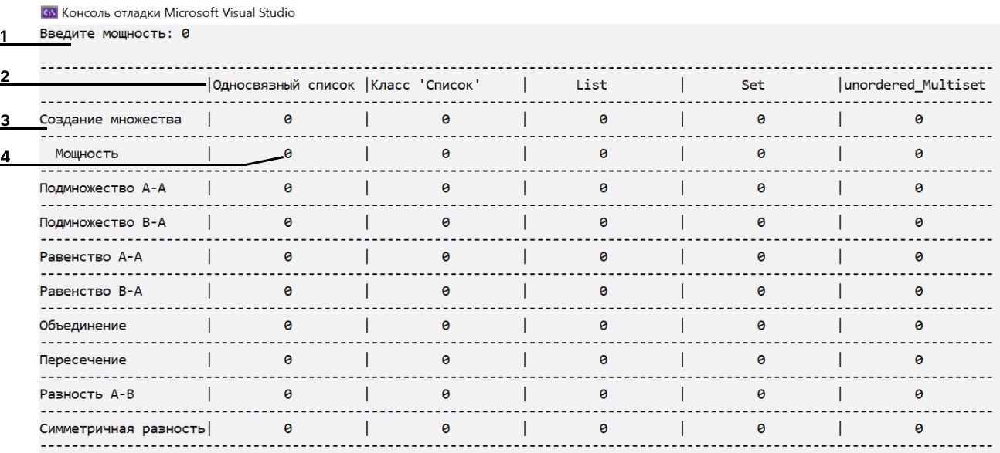 Консоль отладки Microsoft Visual Studio
1 Введите мощность: 0
2 |Односвязный список |Класс 'Список' | List | Set |unordered_Multiset
3 Создание множества | 0 | 0 | 0 | 0 | 0
4 Мощность | 0 | 0 | 0 | 0 | 0
Подмножество A-A | 0 | 0 | 0 | 0 | 0
Подмножество B-A | 0 | 0 | 0 | 0 | 0
Равенство A-A | 0 | 0 | 0 | 0 | 0
Равенство B-A | 0 | 0 | 0 | 0 | 0
Объединение | 0 | 0 | 0 | 0 | 0
Пересечение | 0 | 0 | 0 | 0 | 0
Разность A-B | 0 | 0 | 0 | 0 | 0
Симметричная разность| 0 | 0 | 0 | 0 | 0